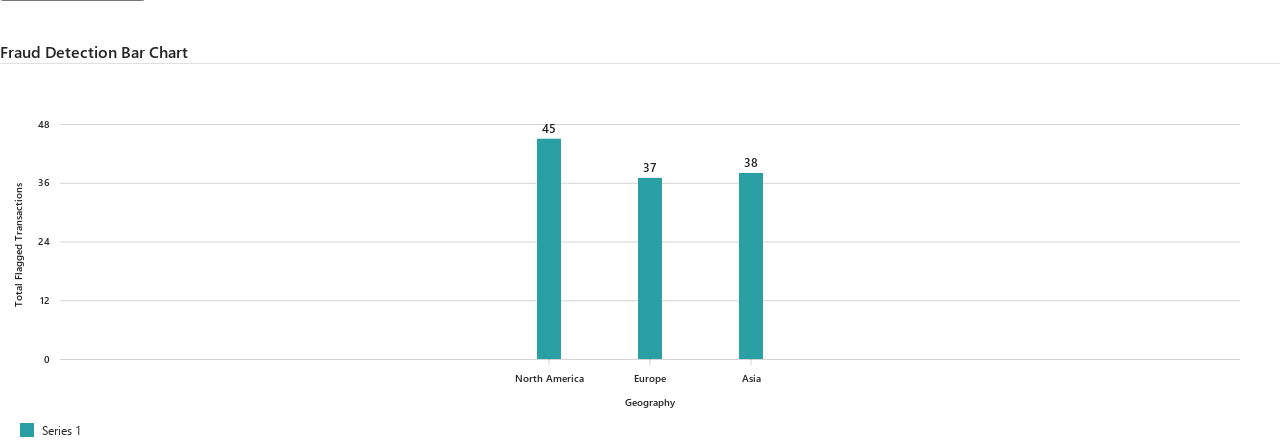 Fraud Detection Bar Chart
48
45
38
37
36
24
12
0
Total Flagged Transactions
North America Europe Asia
Geography
Series 1